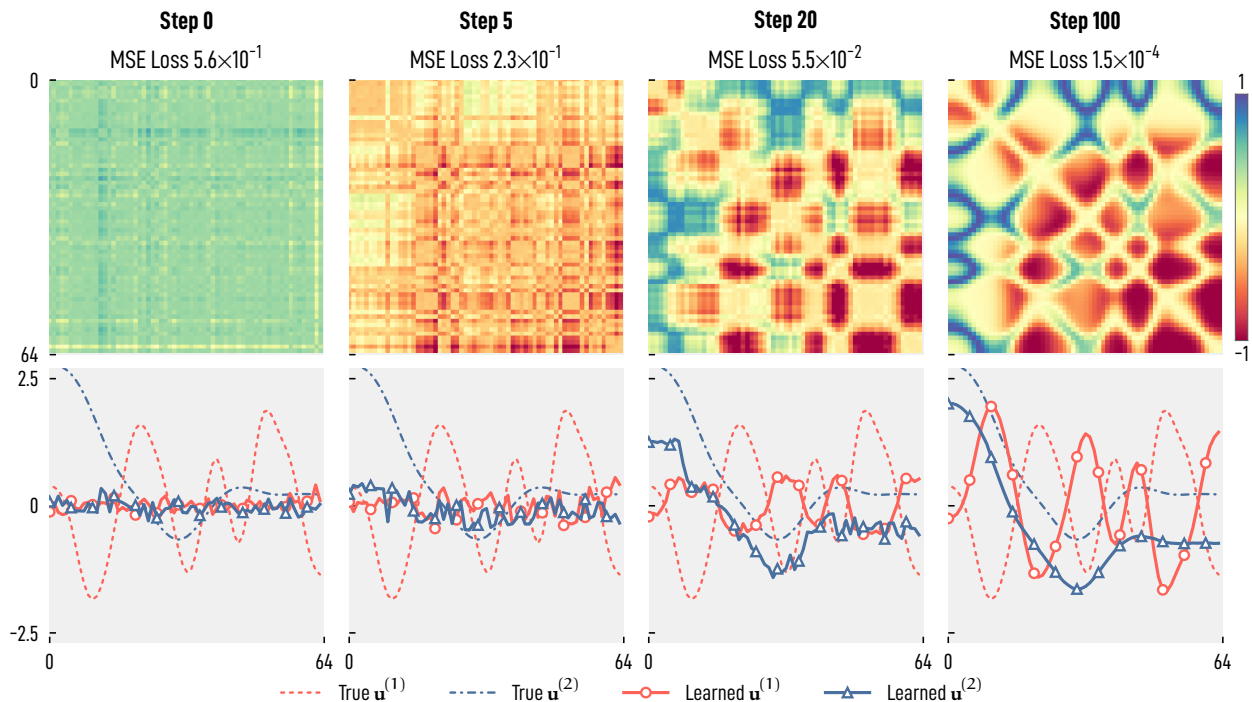 Step 0 Step 5 Step 20 Step 100
MSE Loss 5.6×10⁻¹ MSE Loss 2.3×10⁻¹ MSE Loss 5.5×10⁻² MSE Loss 1.5×10⁻⁴
0 1
64 −1
2.5
0
−2.5
0 64 0 64 0 64 0 64
True u⁽¹⁾ True u⁽²⁾ Learned u⁽¹⁾ Learned u⁽²⁾